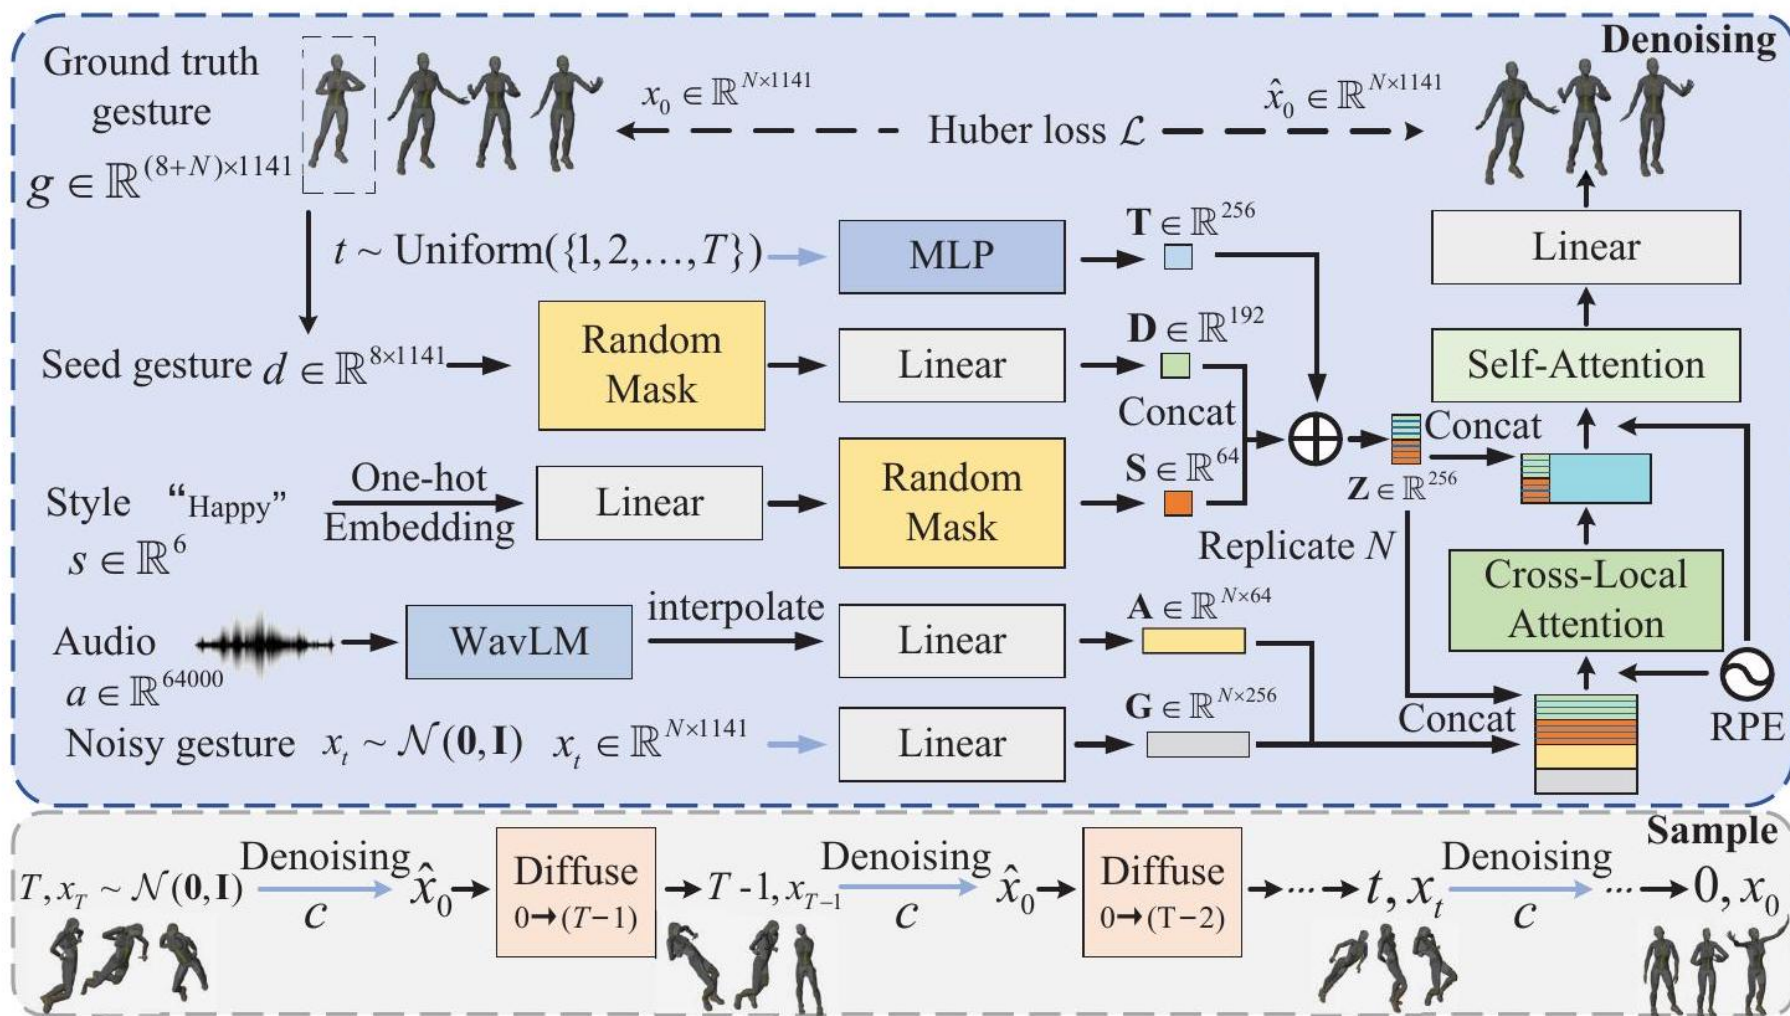 Ground truth
gesture
g ∈ ℝ^{(8+N)×1141}
x_0 ∈ ℝ^{N×1141}
Huber loss ℒ
x̂_0 ∈ ℝ^{N×1141}
Denoising
t ~ Uniform({1, 2, ..., T})
MLP
T ∈ ℝ^{256}
Linear
Seed gesture d ∈ ℝ^{8×1141}
Random
Mask
Linear
D ∈ ℝ^{192}
Concat
Self-Attention
Style “Happy”
s ∈ ℝ^6
One-hot
Embedding
Linear
Random
Mask
S ∈ ℝ^{64}
Z ∈ ℝ^{256}
Concat
Replicate N
Cross-Local
Attention
Audio
a ∈ ℝ^{64000}
WavLM
interpolate
Linear
A ∈ ℝ^{N×64}
Noisy gesture x_t ~ 𝒩(0, I) x_t ∈ ℝ^{N×1141}
Linear
G ∈ ℝ^{N×256}
Concat
RPE
Sample
T, x_T ~ 𝒩(0, I)
Denoising
c
x̂_0
Diffuse
0→(T−1)
T-1, x_{T−1}
Denoising
c
x̂_0
Diffuse
0→(T−2)
...
t, x_t
Denoising
c
...
0, x_0